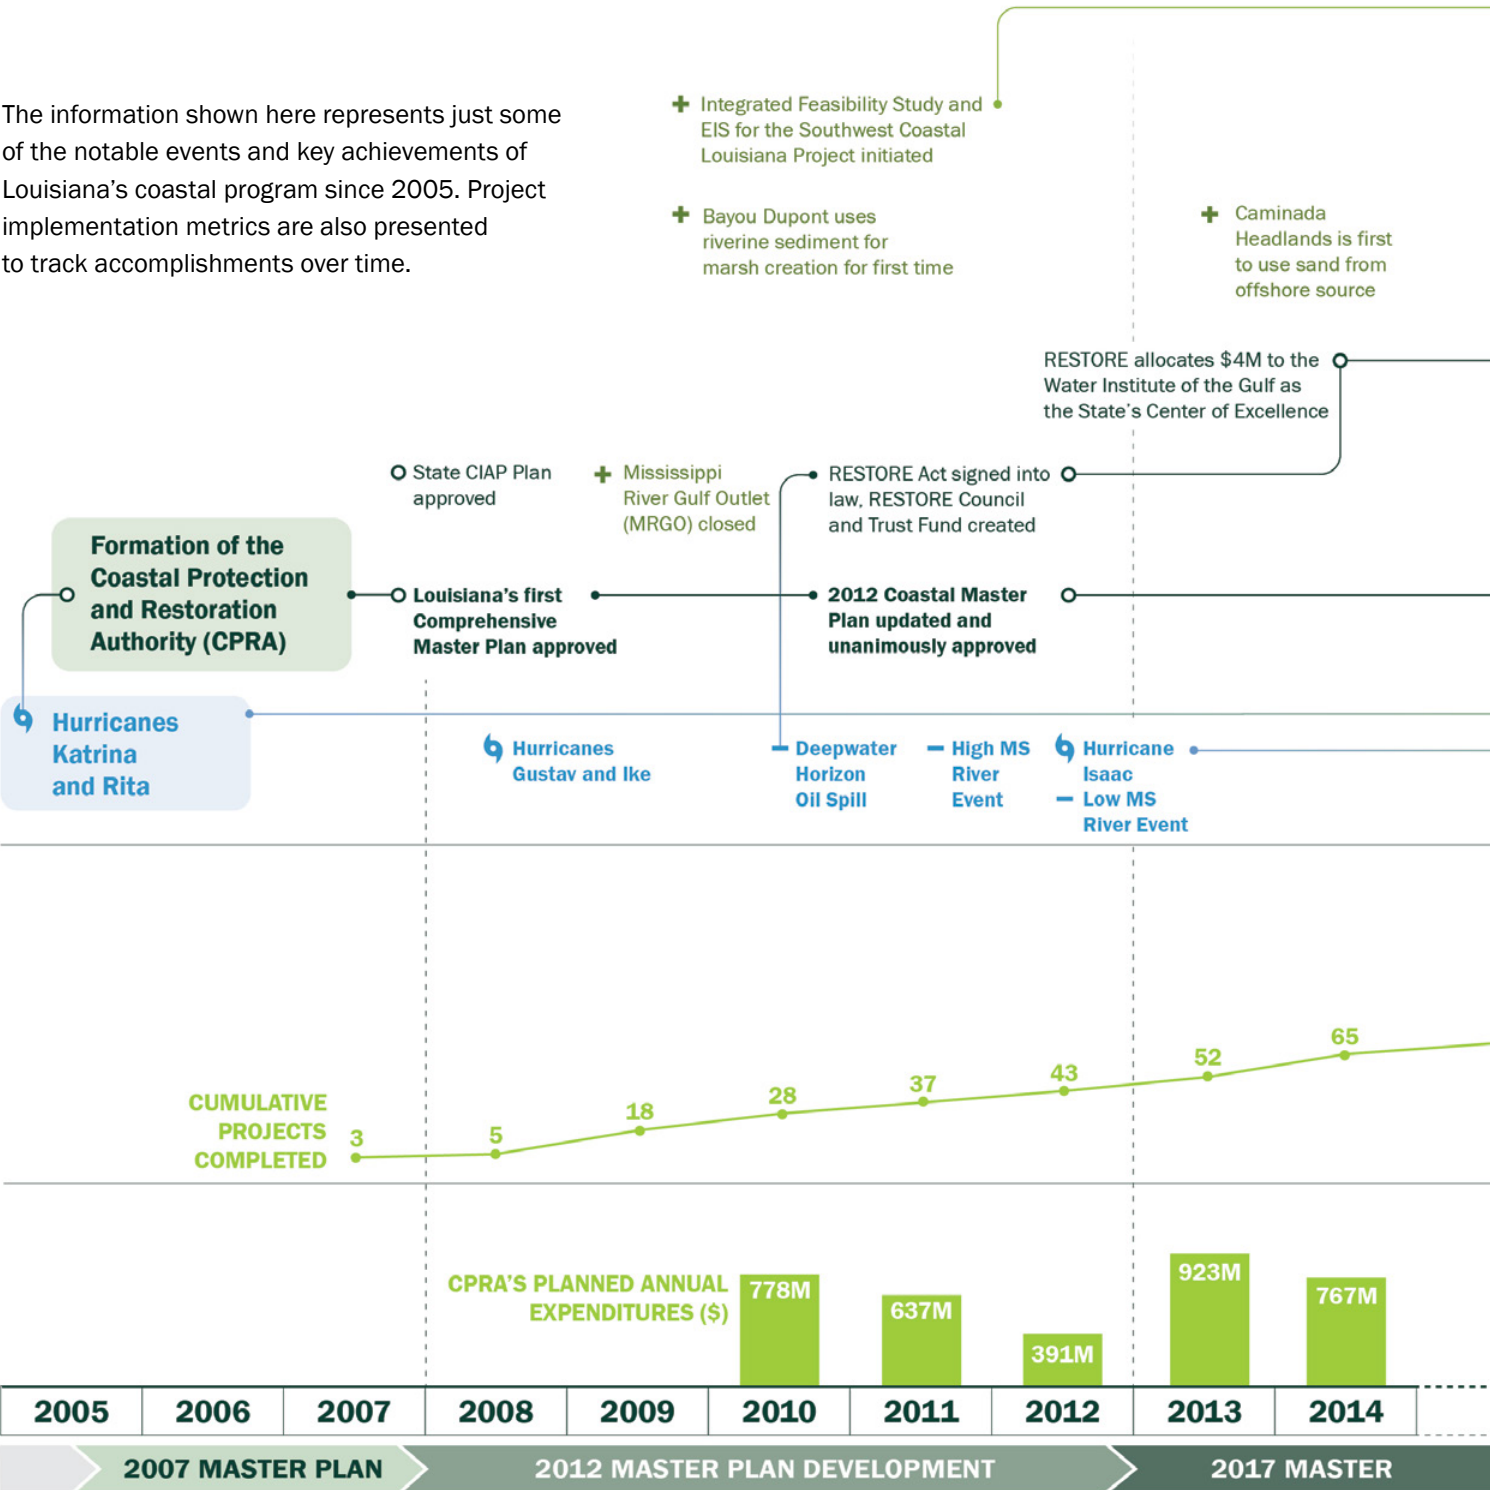 The information shown here represents just some
of the notable events and key achievements of
Louisiana's coastal program since 2005. Project
implementation metrics are also presented
to track accomplishments over time.
Integrated Feasibility Study and
EIS for the Southwest Coastal
Louisiana Project initiated
Bayou Dupont uses
riverine sediment for
marsh creation for first time
Caminada
Headlands is first
to use sand from
offshore source
RESTORE allocates $4M to the
Water Institute of the Gulf as
the State's Center of Excellence
State CIAP Plan
approved
Mississippi
River Gulf Outlet
(MRGO) closed
RESTORE Act signed into
law, RESTORE Council
and Trust Fund created
Formation of the
Coastal Protection
and Restoration
Authority (CPRA)
Louisiana's first
Comprehensive
Master Plan approved
2012 Coastal Master
Plan updated and
unanimously approved
Hurricanes
Katrina
and Rita
Hurricanes
Gustav and Ike
Deepwater
Horizon
Oil Spill
High MS
River
Event
Hurricane
Isaac
Low MS
River Event
CUMULATIVE
PROJECTS
COMPLETED
3
5
18
28
37
43
52
65
CPRA'S PLANNED ANNUAL
EXPENDITURES ($)
778M
637M
391M
923M
767M
2005 2006 2007 2008 2009 2010 2011 2012 2013 2014
2007 MASTER PLAN
2012 MASTER PLAN DEVELOPMENT
2017 MASTER